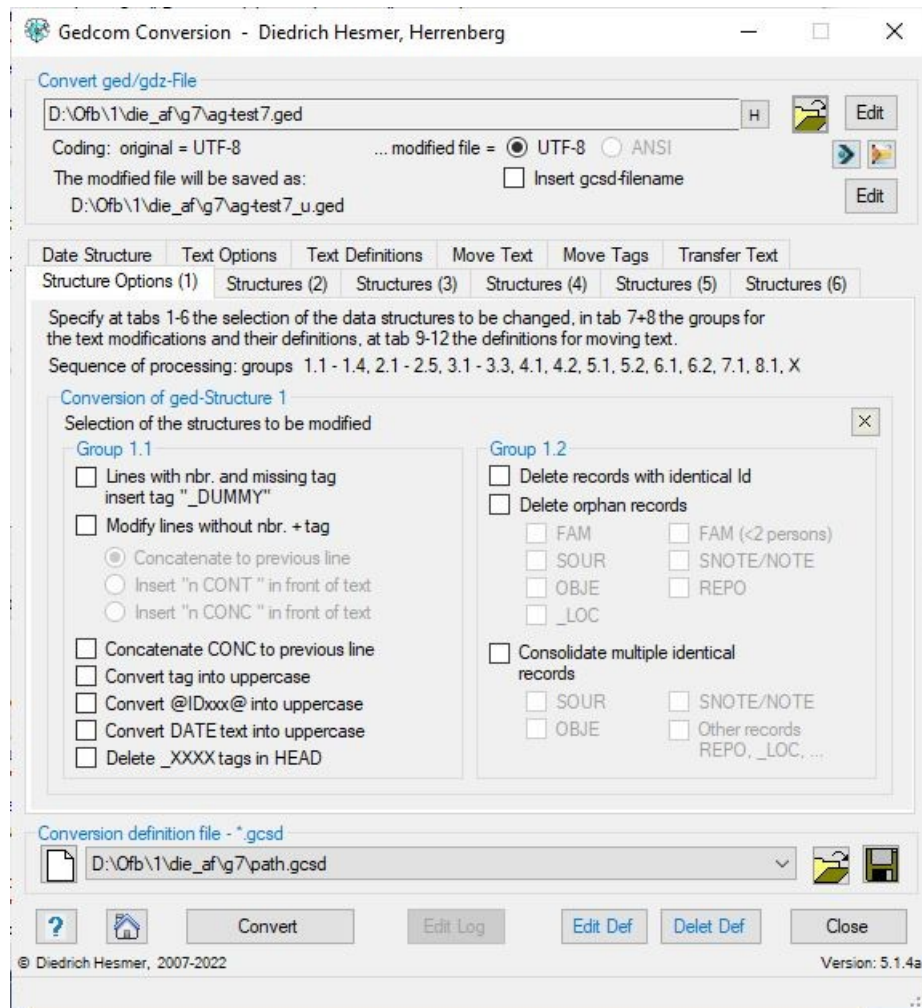 Gedcom Conversion - Diedrich Hesmer, Herrenberg
Convert ged/gdz-File
D:\Ofb\1\die_af\g7\ag-test7.ged
H
Edit
Coding: original = UTF-8
... modified file =
UTF-8
ANSI
The modified file will be saved as:
Insert gcsd-filename
D:\Ofb\1\die_af\g7\ag-test7_u.ged
Edit
Date Structure
Text Options
Text Definitions
Move Text
Move Tags
Transfer Text
Structure Options (1)
Structures (2)
Structures (3)
Structures (4)
Structures (5)
Structures (6)
Specify at tabs 1-6 the selection of the data structures to be changed, in tab 7+8 the groups for
the text modifications and their definitions, at tab 9-12 the definitions for moving text.
Sequence of processing: groups 1.1 - 1.4, 2.1 - 2.5, 3.1 - 3.3, 4.1, 4.2, 5.1, 5.2, 6.1, 6.2, 7.1, 8.1, X
Conversion of ged-Structure 1
Selection of the structures to be modified
Group 1.1
Lines with nbr. and missing tag
insert tag "_DUMMY"
Modify lines without nbr. + tag
Concatenate to previous line
Insert "n CONT " in front of text
Insert "n CONC " in front of text
Concatenate CONC to previous line
Convert tag into uppercase
Convert @IDxxx@ into uppercase
Convert DATE text into uppercase
Delete _XXXX tags in HEAD
Group 1.2
Delete records with identical Id
Delete orphan records
FAM
FAM (<2 persons)
SOUR
SNOTE/NOTE
OBJE
REPO
_LOC
Consolidate multiple identical
records
SOUR
SNOTE/NOTE
OBJE
Other records
REPO, _LOC, ...
Conversion definition file - *.gcsd
D:\Ofb\1\die_af\g7\path.gcsd
?
Convert
Edit Log
Edit Def
Delet Def
Close
© Diedrich Hesmer, 2007-2022
Version: 5.1.4a